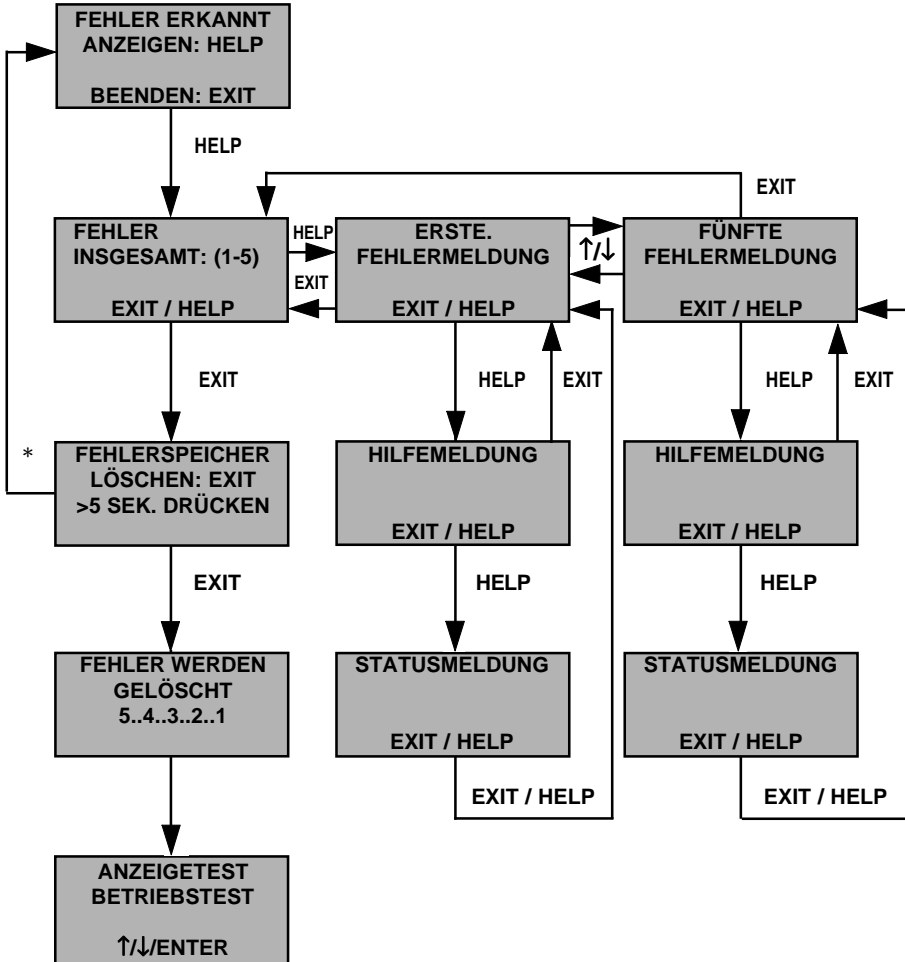 FEHLER ERKANNT
ANZEIGEN: HELP
BEENDEN: EXIT
HELP
EXIT
FEHLER
INSGESAMT: (1-5)
EXIT / HELP
HELP
EXIT
ERSTE.
FEHLERMELDUNG
EXIT / HELP
↑/↓
FÜNFTE
FEHLERMELDUNG
EXIT / HELP
EXIT
HELP
EXIT
HELP
EXIT
*
FEHLERSPEICHER
LÖSCHEN: EXIT
>5 SEK. DRÜCKEN
HILFEMELDUNG
EXIT / HELP
HILFEMELDUNG
EXIT / HELP
EXIT
HELP
HELP
FEHLER WERDEN
GELÖSCHT
5..4..3..2..1
STATUSMELDUNG
EXIT / HELP
STATUSMELDUNG
EXIT / HELP
EXIT / HELP
EXIT / HELP
ANZEIGETEST
BETRIEBSTEST
↑/↓/ENTER